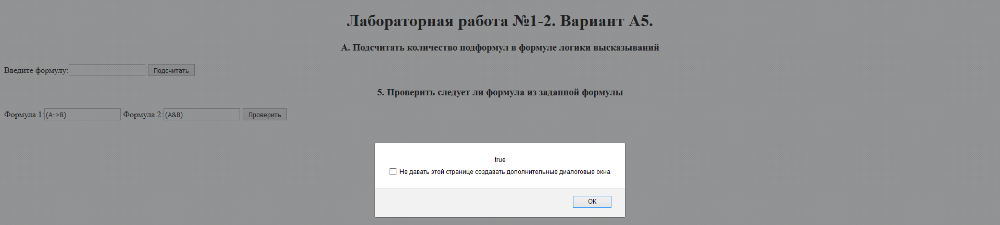 Лабораторная работа №1-2. Вариант А5.
А. Подсчитать количество подформул в формуле логики высказываний
Введите формулу: Подсчитать
5. Проверить следует ли формула из заданной формулы
Формула 1: (A->B) Формула 2: (A&B) Проверить
true
Не давать этой странице создавать дополнительные диалоговые окна
ОК